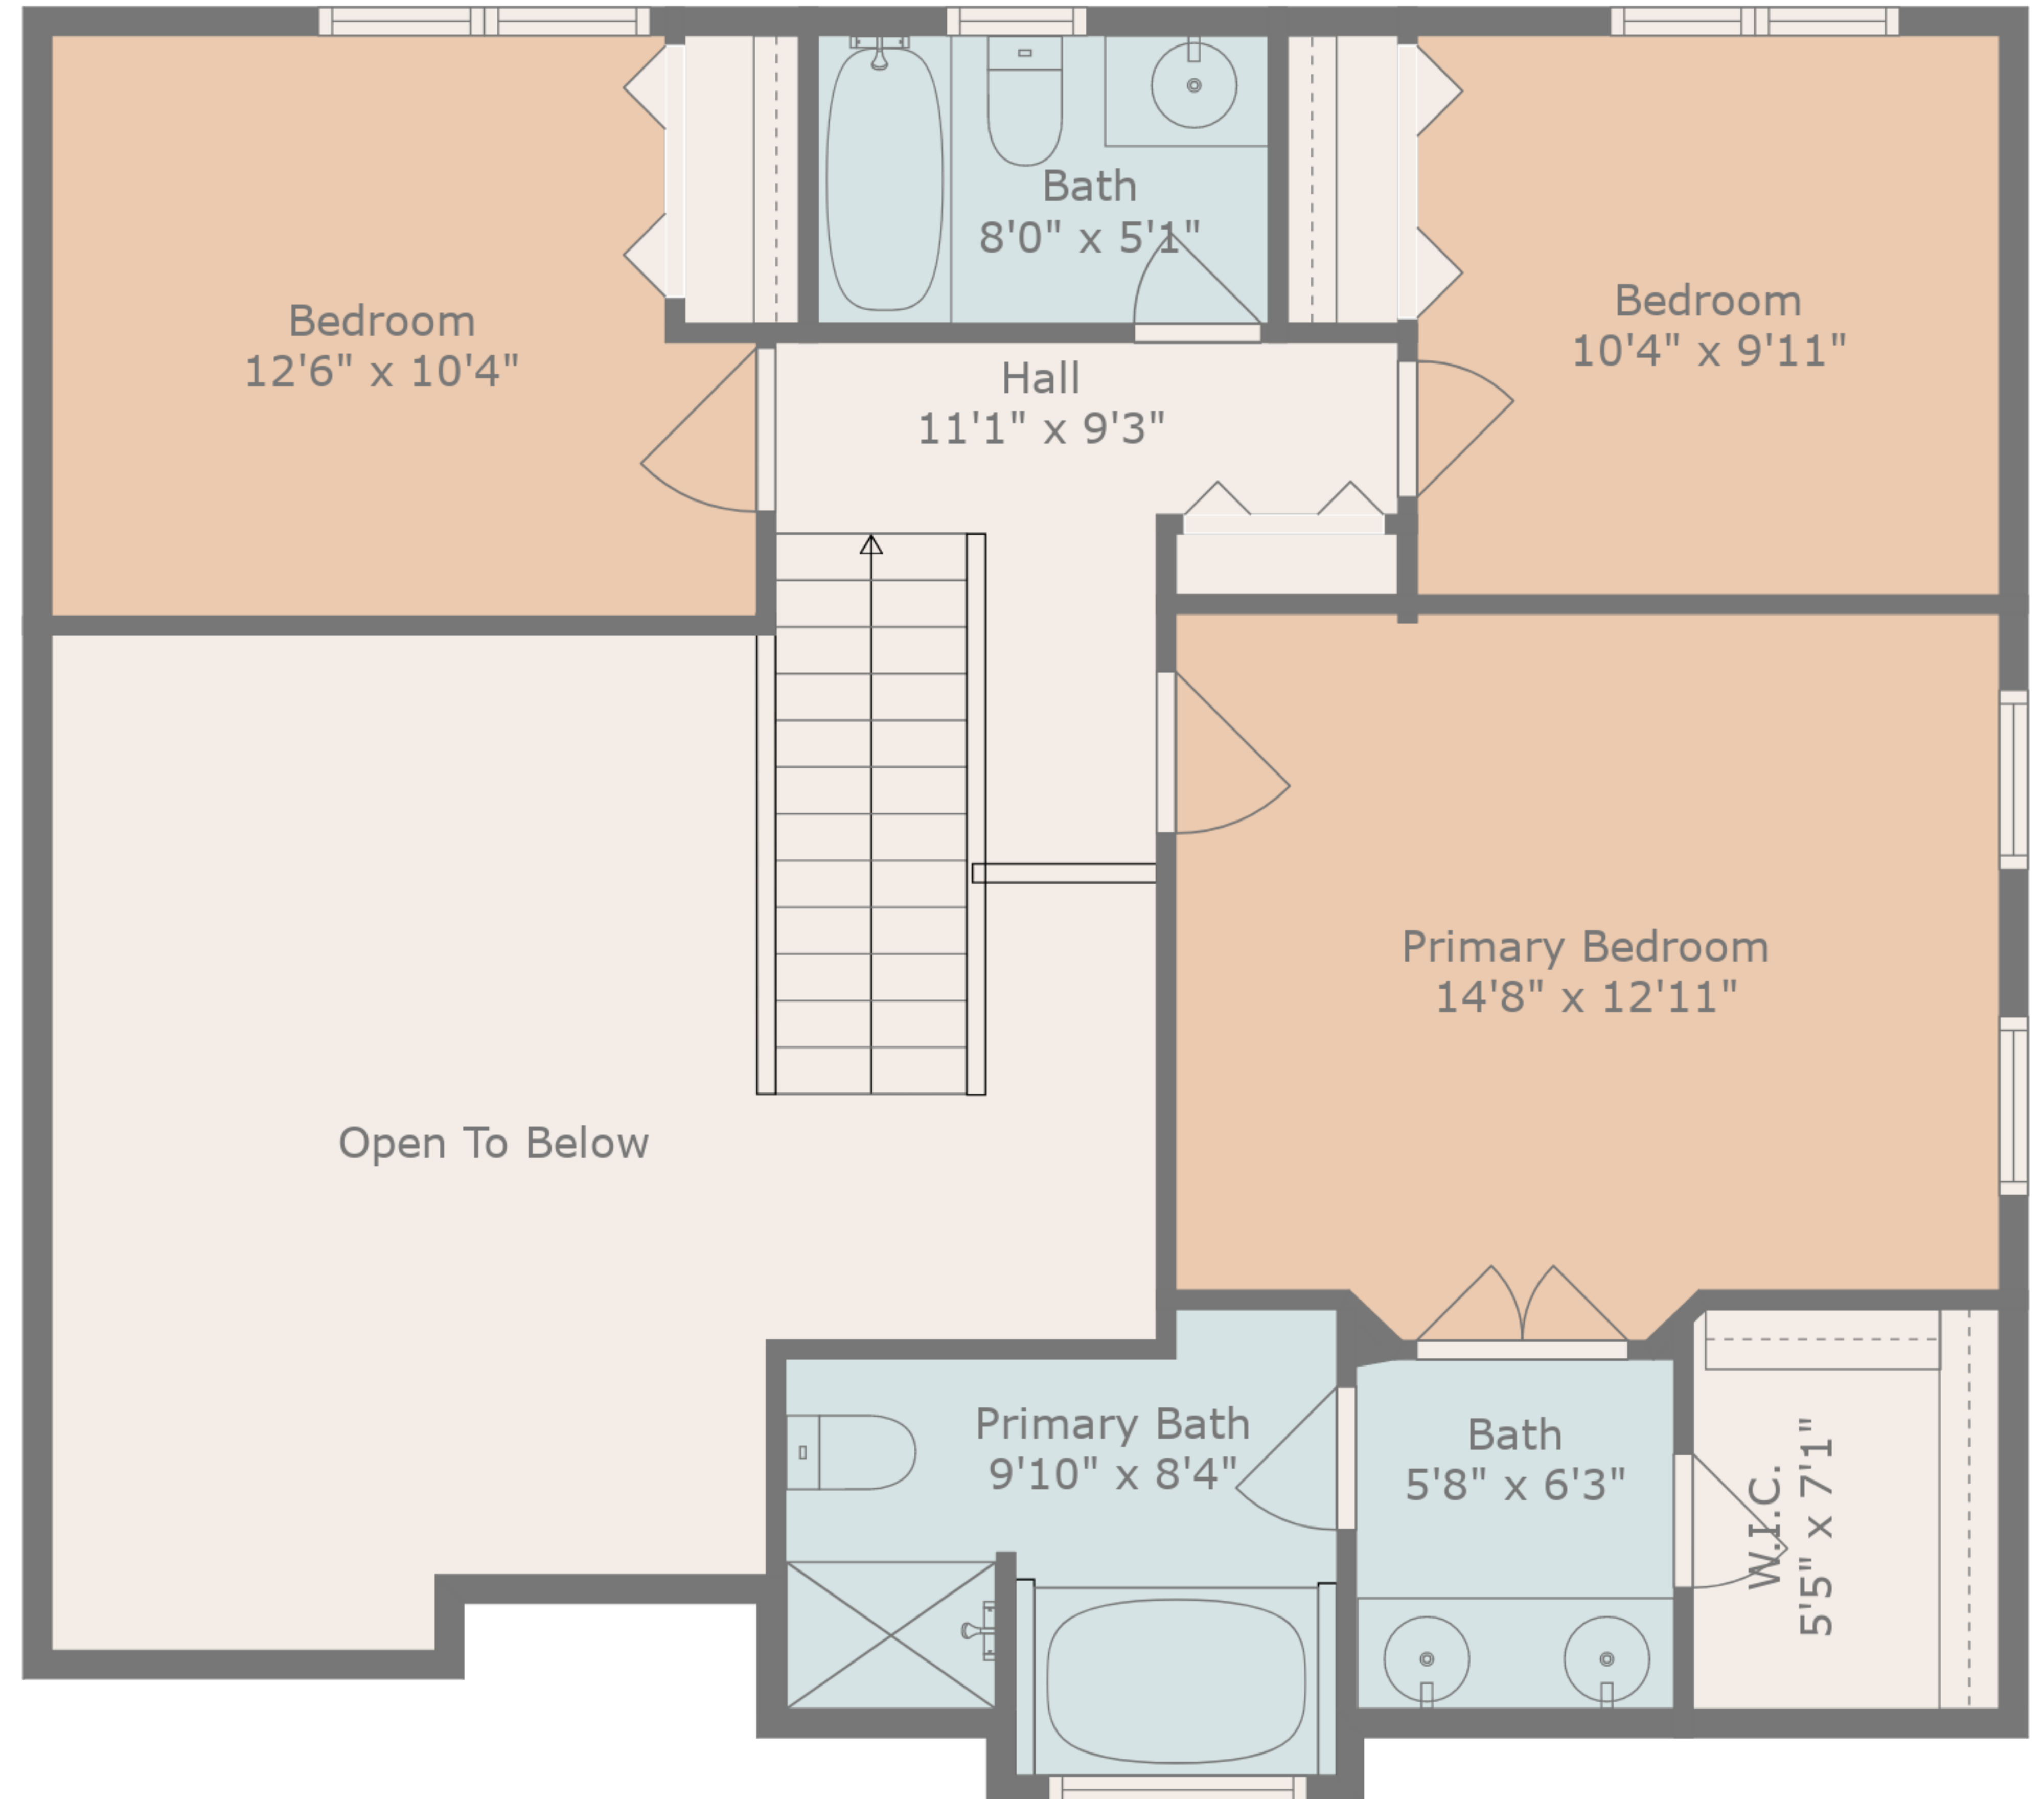 Bath
8'0" x 5'1"
Bedroom
12'6" x 10'4"
Bedroom
10'4" x 9'11"
Hall
11'1" x 9'3"
Primary Bedroom
14'8" x 12'11"
Open To Below
Primary Bath
9'10" x 8'4"
Bath
5'8" x 6'3"
W.I.C.
5'5" x 7'1"